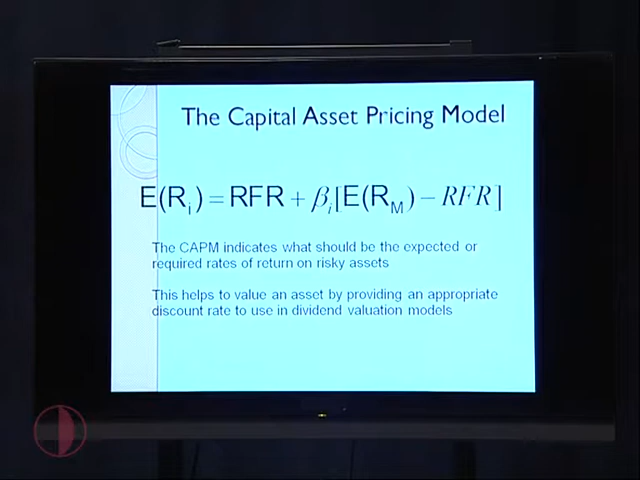 The Capital Asset Pricing Model
E(Ri) = RFR + βi[E(RM) − RFR]
The CAPM indicates what should be the expected or
required rates of return on risky assets
This helps to value an asset by providing an appropriate
discount rate to use in dividend valuation models